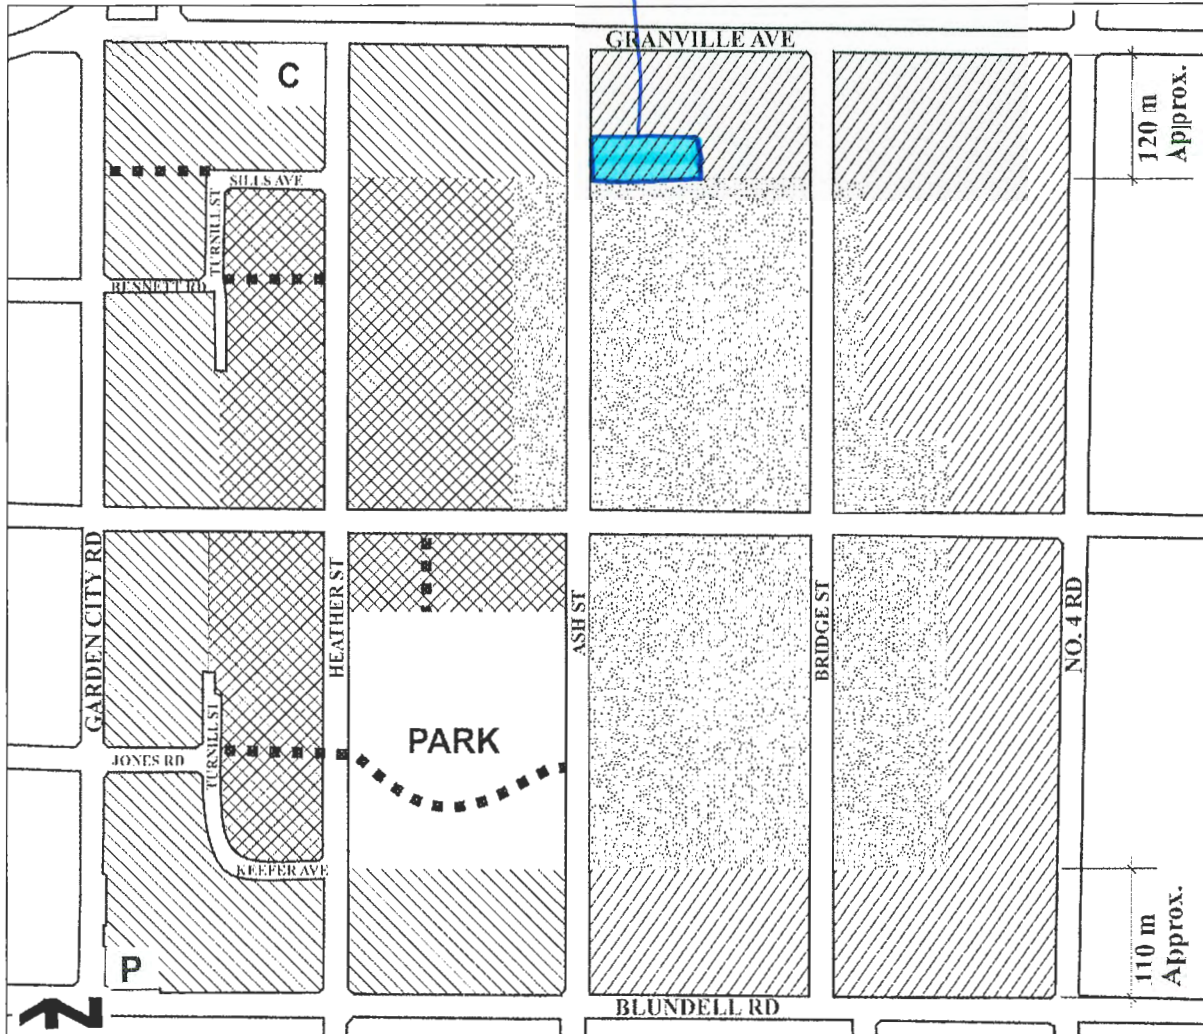 GRANVILLE AVE
C
120 m
Approx.
SILLS AVE
TURNILL ST
BENNETT RD
GARDEN CITY RD
HEATHER ST
ASH ST
BRIDGE ST
NO. 4 RD
PARK
JONES RD
TURNILL ST
KEEFER AVE
110 m
Approx.
P
BLUNDELL RD